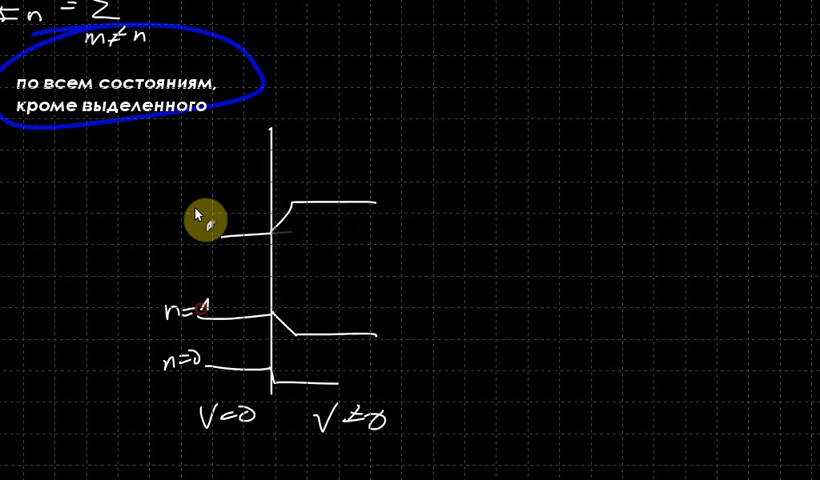 E n = Σ
m≠n
по всем состояниям,
кроме выделенного
n=1
n=0
V=0 V≠0